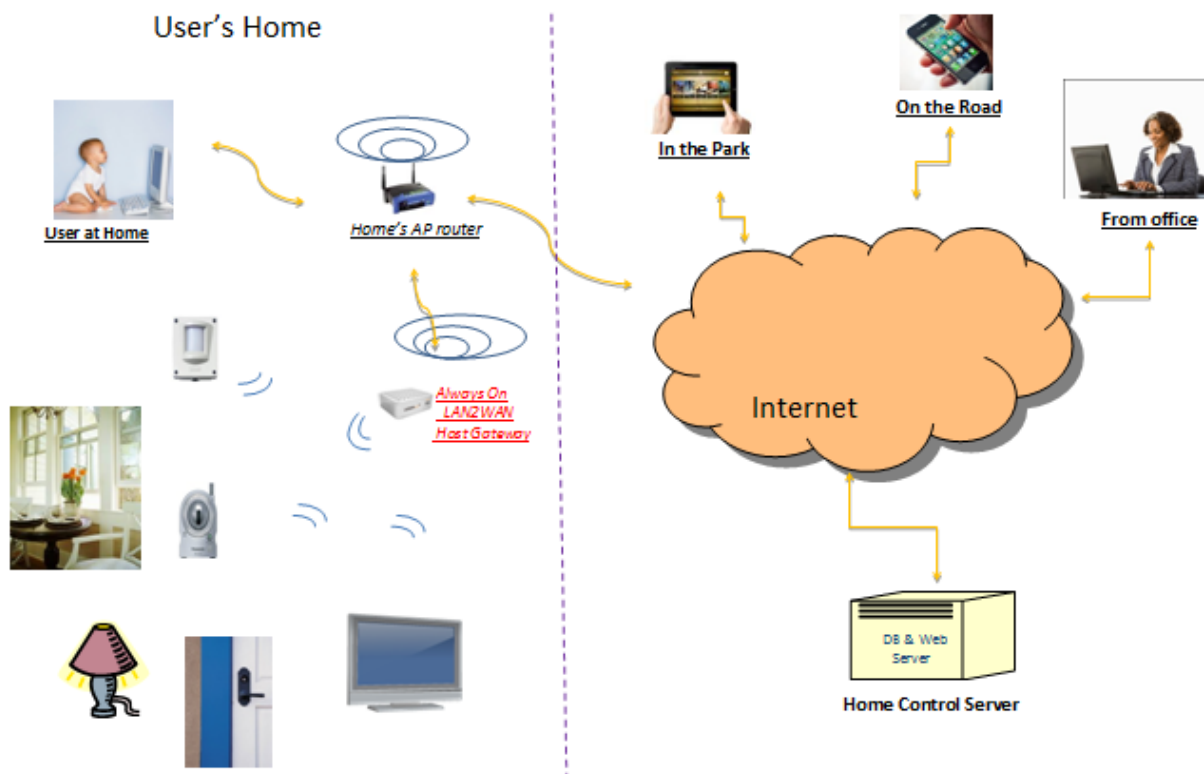 User's Home
In the Park
On the Road
From office
User at Home
Home's AP router
Always On
LAN2WAN
Host Gateway
Internet
DB & Web
Server
Home Control Server